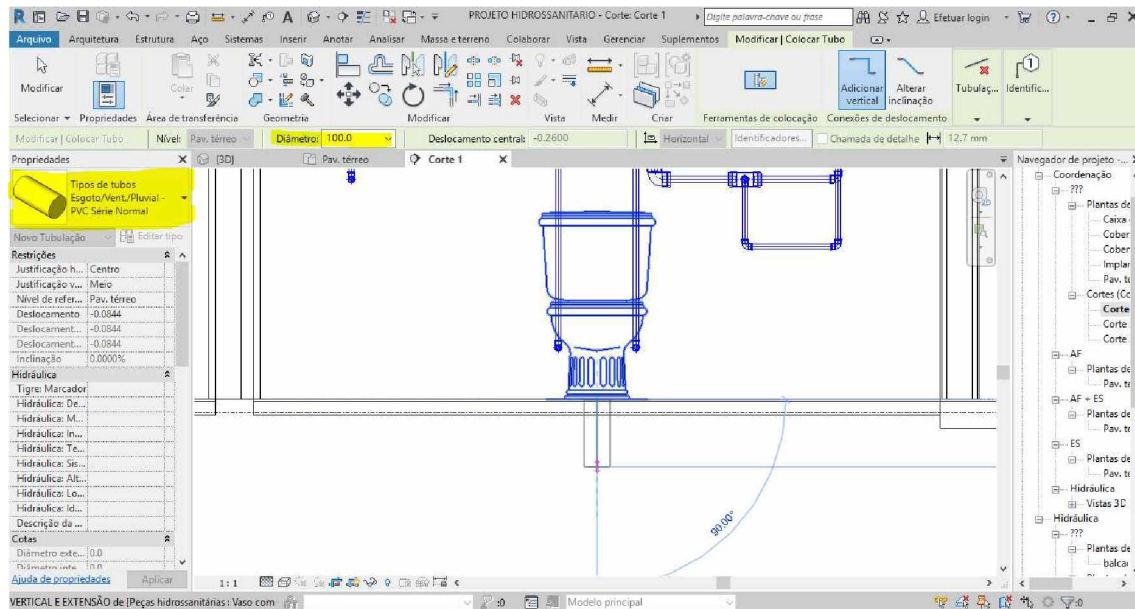 PROJETO HIDROSSANITARIO - Corte: Corte 1
Digite palavra-chave ou frase
Efetuar login
Arquivo Arquitetura Estrutura Aço Sistemas Inserir Anotar Analisar Massa e terreno Colaborar Vista Gerenciar Suplementos Modificar | Colocar Tubo
Modificar
Colar
Adicionar vertical
Alterar inclinação
Tubulaç... Identific...
Selecionar Propriedades Área de transferência Geometria Modificar Vista Medir Criar Ferramentas de colocação Conexões de deslocamento
Modificar | Colocar Tubo Nível: Pav. térreo Diâmetro: 100.0 Deslocamento central: -0.2600 Horizontal Identificadores... Chamada de detalhe 12.7 mm
Propriedades X
{3D} Pav. térreo Corte 1 X
Navegador de projeto -...
Tipos de tubos
Esgoto/Vent./Pluvial -
PVC Série Normal
Novo Tubulação Editar tipo
Restrições
Justificação h... Centro
Justificação v... Meio
Nível de refer... Pav. térreo
Deslocamento -0.0844
Deslocament... -0.0844
Deslocament... -0.0844
Inclinação 0.0000%
Hidráulica
Tigre: Marcador
Hidráulica: De...
Hidráulica: M...
Hidráulica: In...
Hidráulica: Te...
Hidráulica: Sis...
Hidráulica: Alt...
Hidráulica: Lo...
Hidráulica: Id...
Descrição da ...
Cotas
Diâmetro exte... 0.0
Diâmetro inte... 0.0
Ajuda de propriedades Aplicar
90.00°
Coordenação
???
Plantas de
Caixa
Cober
Cober
Implar
Pav. te
Cortes (Co
Corte
Corte
Corte
AF
Plantas de
Pav. te
AF + ES
Plantas de
Pav. te
ES
Plantas de
Pav. te
Hidráulica
Vistas 3D
Hidráulica
???
Plantas de
balca
1 : 1
VERTICAL E EXTENSÃO de [Peças hidrossanitárias : Vaso com
:0
Modelo principal
:0